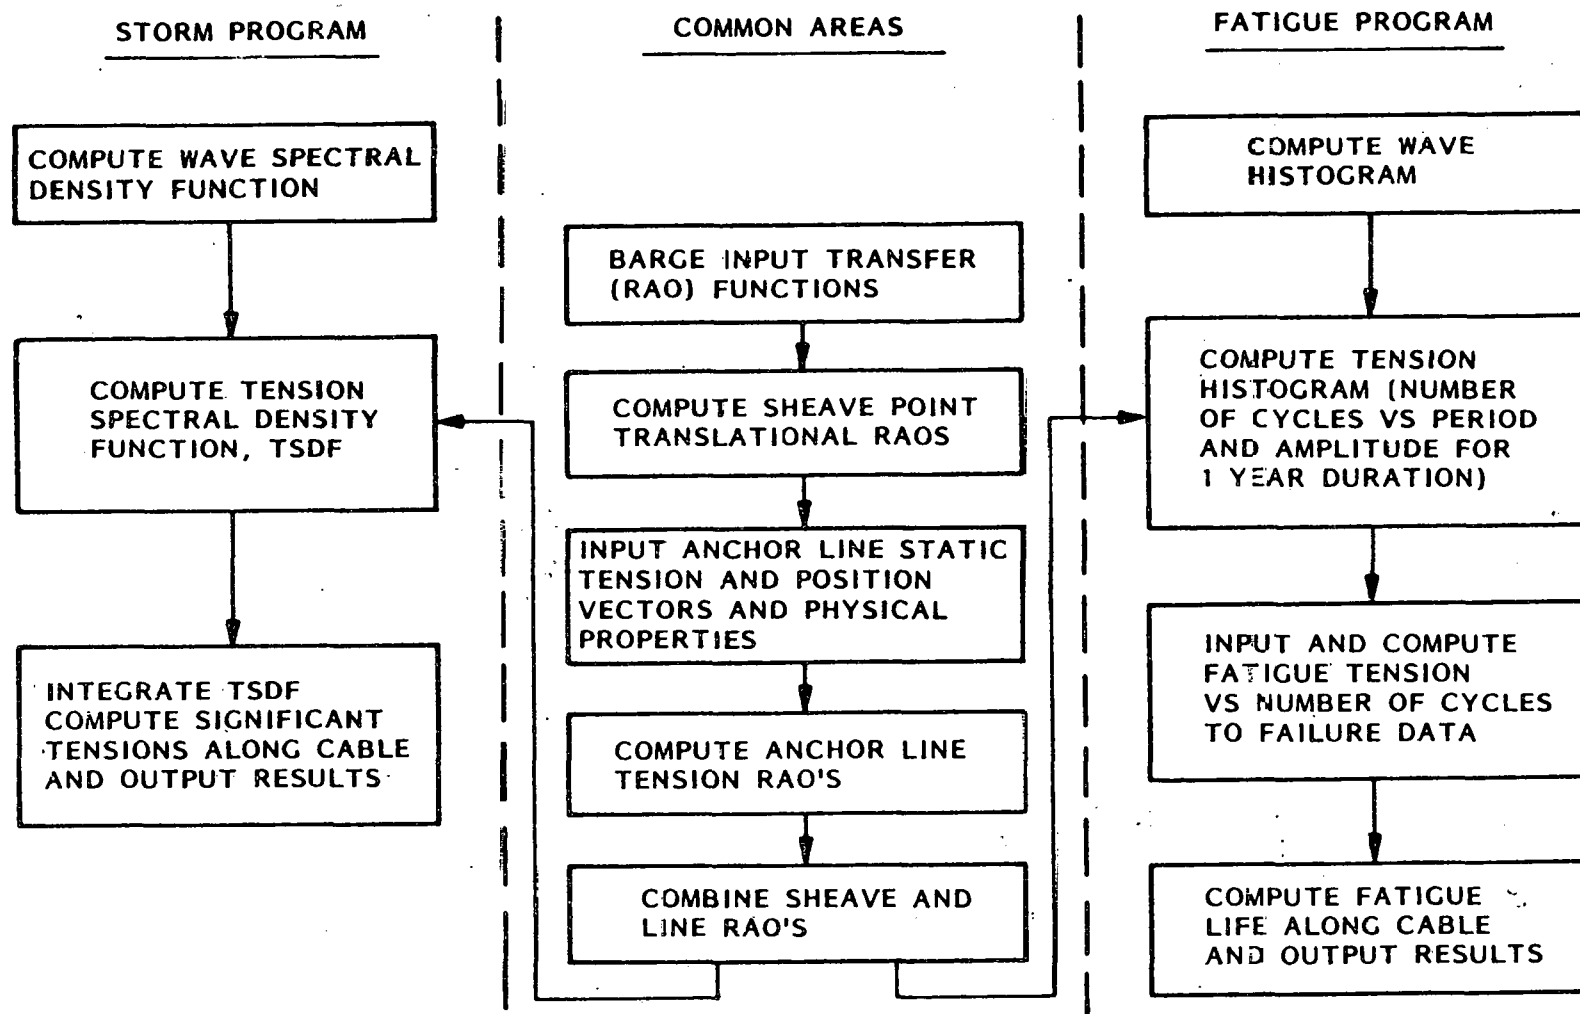 STORM PROGRAM
COMPUTE WAVE SPECTRAL
DENSITY FUNCTION
COMPUTE TENSION
SPECTRAL DENSITY
FUNCTION, TSDF
INTEGRATE TSDF
COMPUTE SIGNIFICANT
TENSIONS ALONG CABLE
AND OUTPUT RESULTS
COMMON AREAS
BARGE INPUT TRANSFER
(RAO) FUNCTIONS
COMPUTE SHEAVE POINT
TRANSLATIONAL RAOS
INPUT ANCHOR LINE STATIC
TENSION AND POSITION
VECTORS AND PHYSICAL
PROPERTIES
COMPUTE ANCHOR LINE
TENSION RAO'S
COMBINE SHEAVE AND
LINE RAO'S
FATIGUE PROGRAM
COMPUTE WAVE
HISTOGRAM
COMPUTE TENSION
HISTOGRAM (NUMBER
OF CYCLES VS PERIOD
AND AMPLITUDE FOR
1 YEAR DURATION)
INPUT AND COMPUTE
FATIGUE TENSION
VS NUMBER OF CYCLES
TO FAILURE DATA
COMPUTE FATIGUE
LIFE ALONG CABLE
AND OUTPUT RESULTS